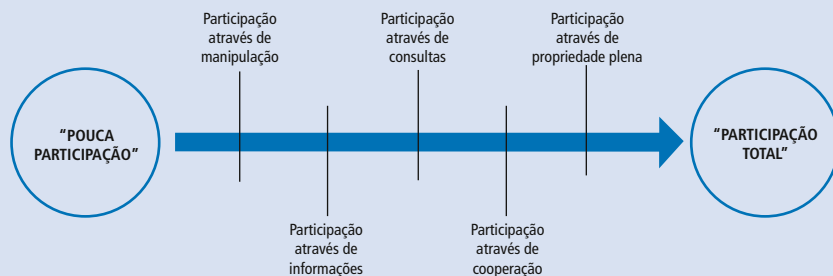 Participação
através de
manipulação
Participação
através de
consultas
Participação
através de
propriedade plena
"POUCA
PARTICIPAÇÃO"
"PARTICIPAÇÃO
TOTAL"
Participação
através de
informações
Participação
através de
cooperação